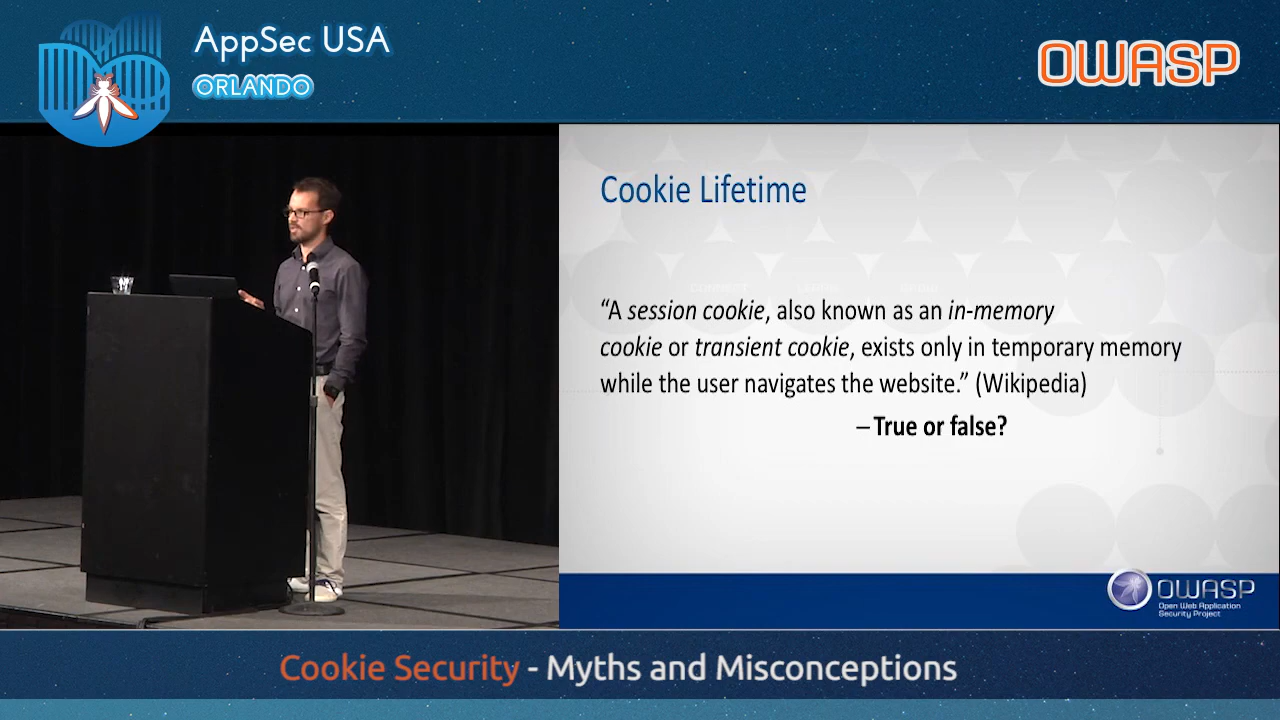 AppSec USA
ORLANDO
OWASP
Cookie Lifetime
“A session cookie, also known as an in-memory
cookie or transient cookie, exists only in temporary memory
while the user navigates the website.” (Wikipedia)
– True or false?
OWASP
Open Web Application
Security Project
Cookie Security - Myths and Misconceptions